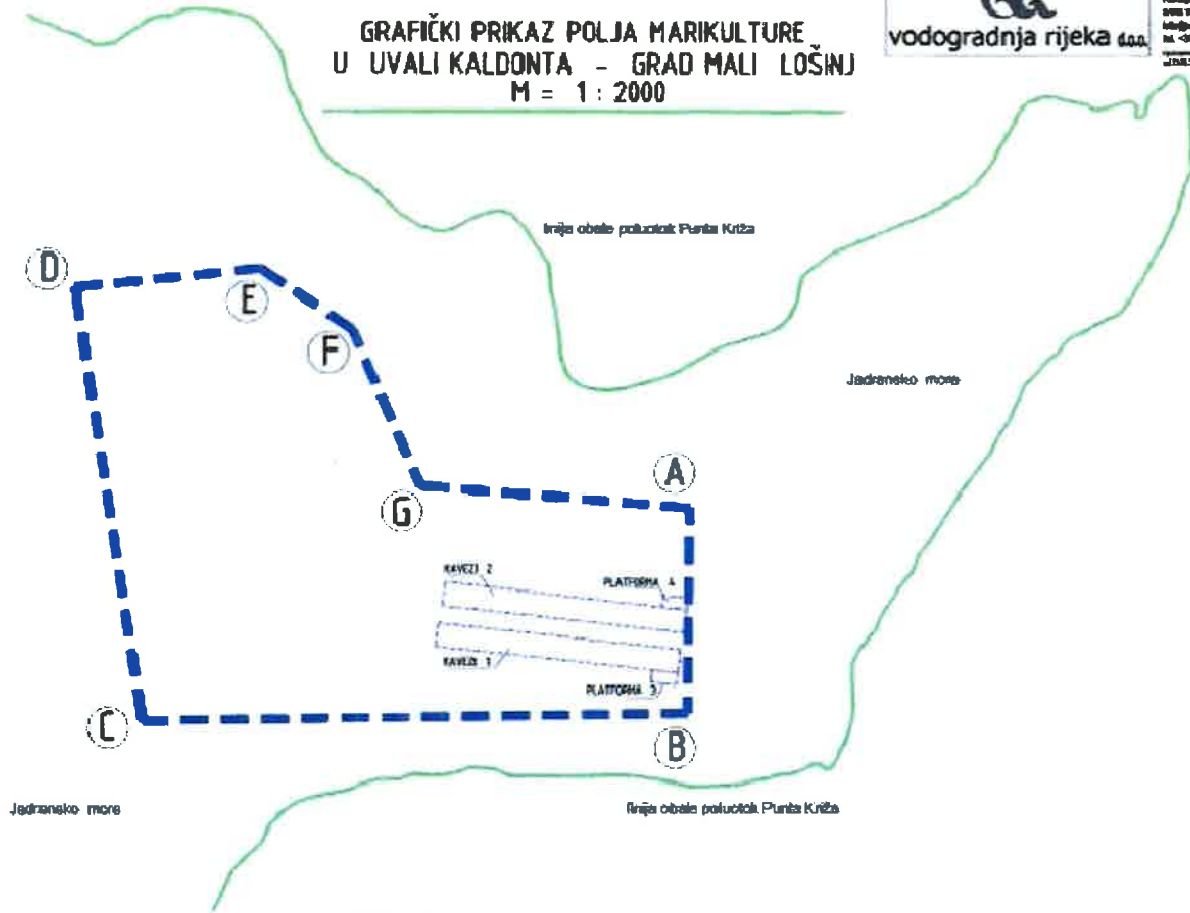 GRAFIČKI PRIKAZ POLJA MARIKULTURE
U UVALI KALDONTA - GRAD MALI LOŠINJ
M = 1 : 2000
vodogradnja rijeka d.o.o.
linija obale poluotok Punta Križa
D
E
F
Jadransko more
A
G
KAVEZI 2
PLATFORMA 4
KAVEZI 1
PLATFORMA 3
C
B
Jadransko more
linija obale poluotok Punta Križa